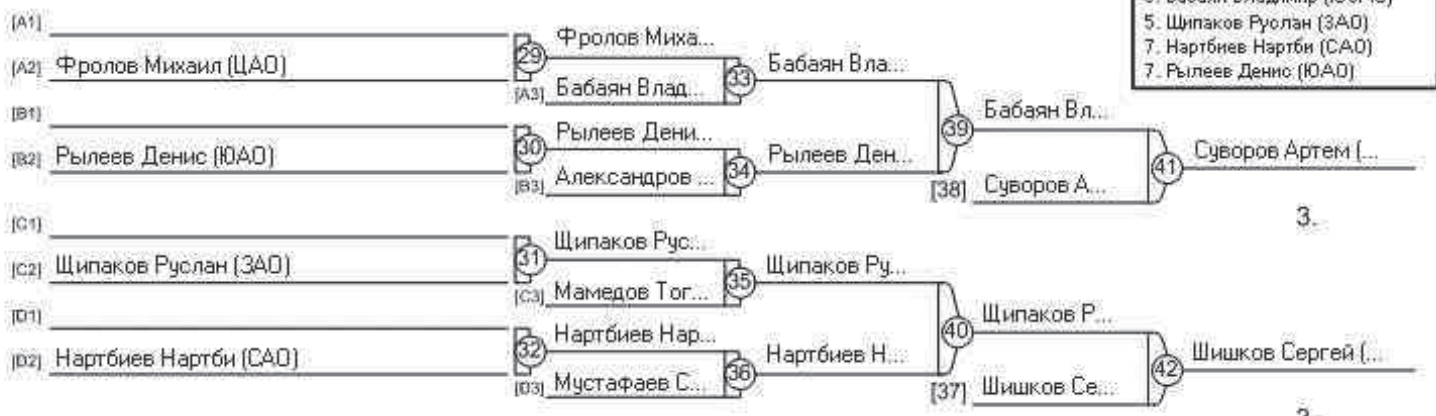 5. Щипаков Руслан (ЗАО)
7. Нартбиев Нартби (САО)
7. Рылеев Денис (ЮАО)
[A1]
[A2] Фролов Михаил (ЦАО)
29
Фролов Миха...
[A3] Бабаян Влад...
33
Бабаян Вла...
[B1]
[B2] Рылеев Денис (ЮАО)
30
Рылеев Дени...
[B3] Александров ...
34
Рылеев Ден...
39
Бабаян Вл...
[38] Суворов А...
41
Суворов Артем (...
3.
[C1]
[C2] Щипаков Руслан (ЗАО)
31
Щипаков Рус...
[C3] Мамедов Тог...
35
Щипаков Ру...
[D1]
[D2] Нартбиев Нартби (САО)
32
Нартбиев Нар...
[D3] Мустафаев С...
36
Нартбиев Н...
40
Щипаков Р...
[37] Шишков Се...
42
Шишков Сергей (...